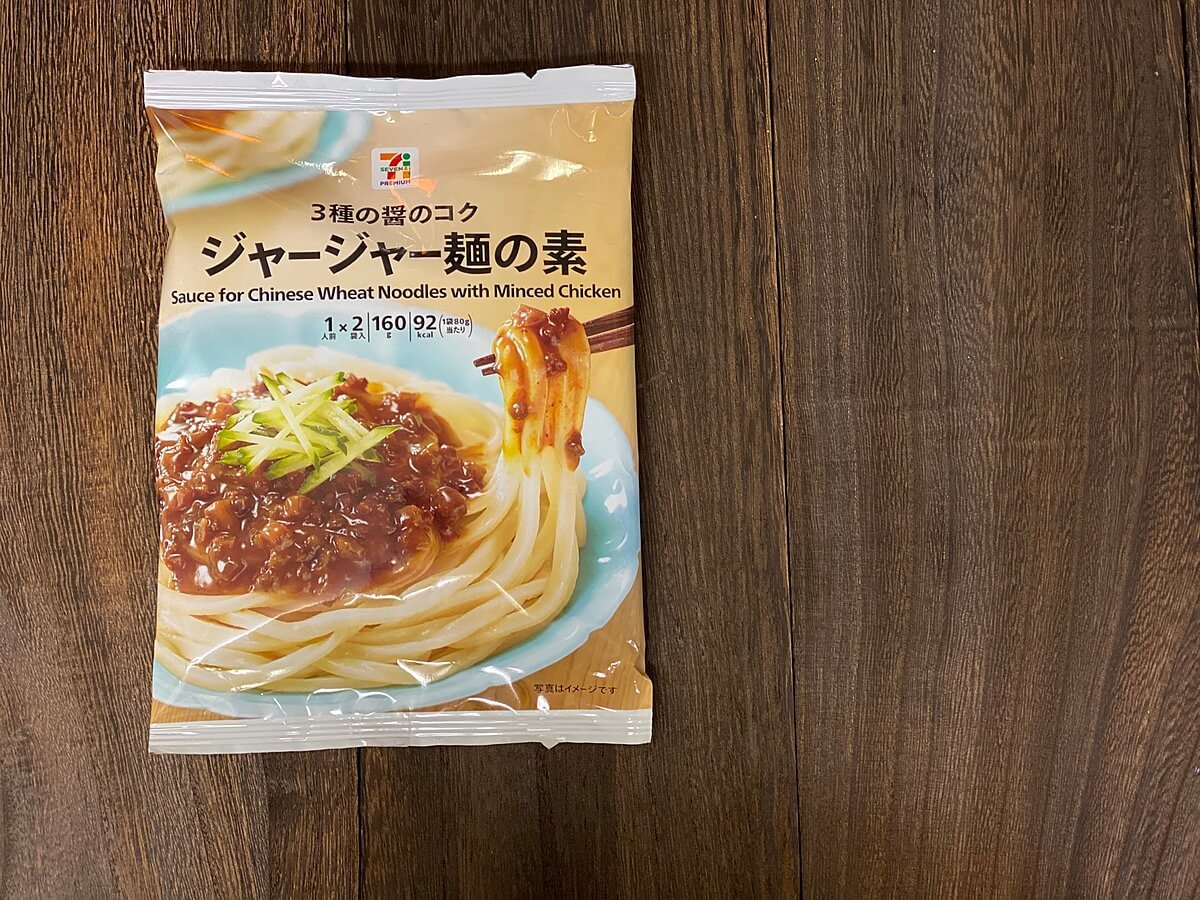 SEVEN & i
PREMIUM
3種の醤のコク
ジャージャー麺の素
Sauce for Chinese Wheat Noodles with Minced Chicken
1人前×2袋入 160g 92kcal (1袋80g当たり)
写真はイメージです